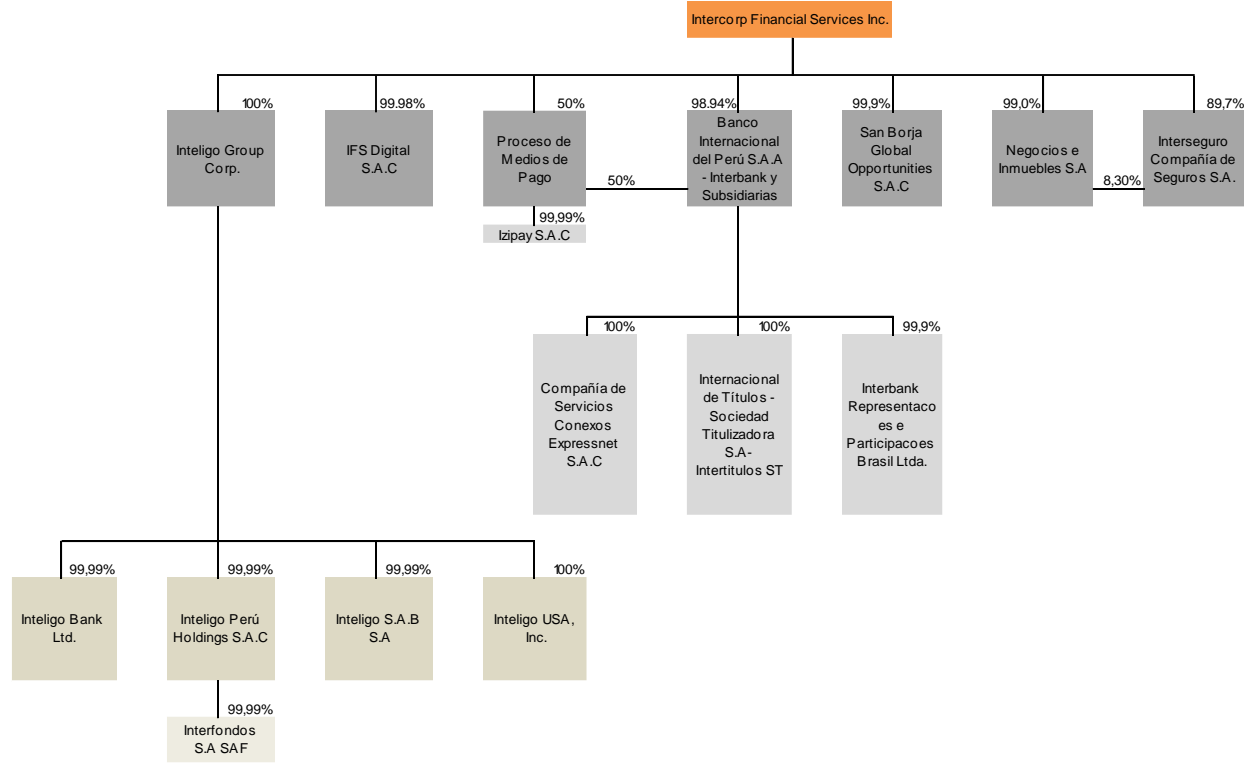 Intercorp Financial Services Inc.
100%
99.98%
50%
98.94%
99,9%
99,0%
89,7%
Inteligo Group
Corp.
IFS Digital
S.A.C
Proceso de
Medios de
Pago
Banco
Internacional
del Perú S.A.A
- Interbank y
Subsidiarias
San Borja
Global
Opportunities
S.A.C
Negocios e
Inmuebles S.A
Interseguro
Compañía de
Seguros S.A.
50%
8,30%
99,99%
Izipay S.A.C
100%
100%
99,9%
Compañía de
Servicios
Conexos
Expressnet
S.A.C
Internacional
de Títulos -
Sociedad
Titulizadora
S.A-
Intertitulos ST
Interbank
Representaco
es e
Participacoes
Brasil Ltda.
99,99%
99,99%
99,99%
100%
Inteligo Bank
Ltd.
Inteligo Perú
Holdings S.A.C
Inteligo S.A.B
S.A
Inteligo USA,
Inc.
99,99%
Interfondos
S.A SAF